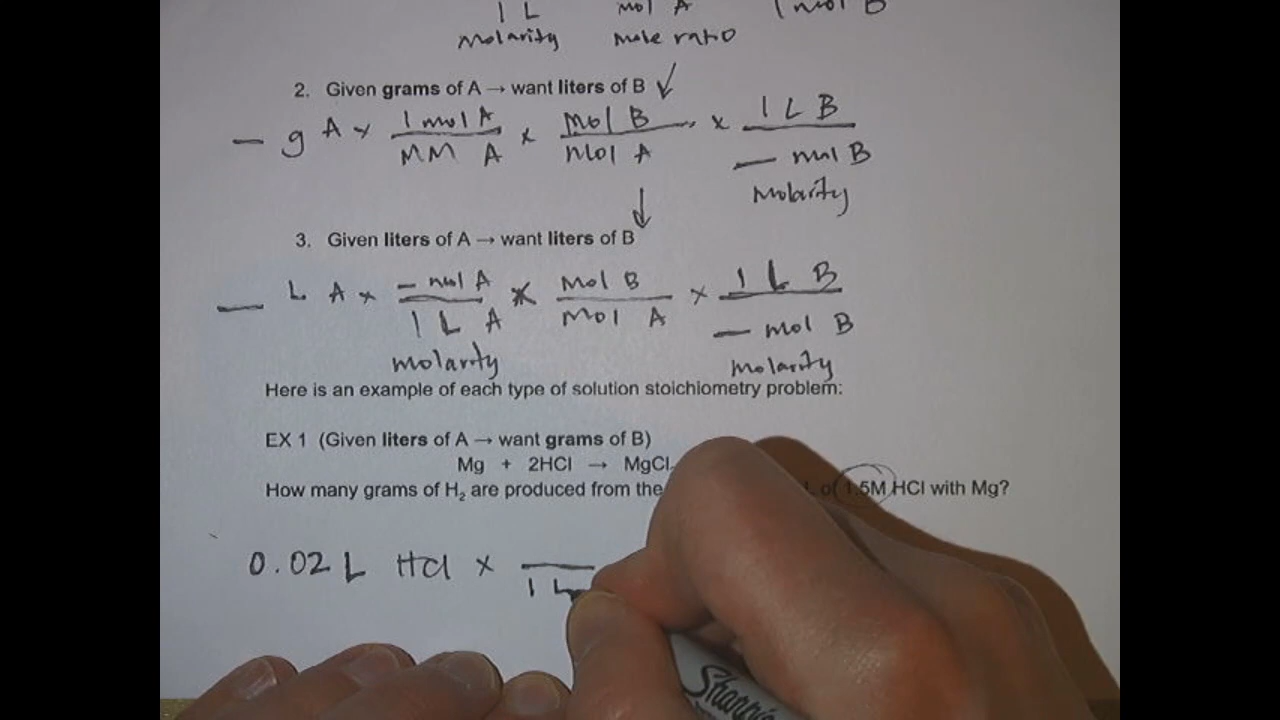 1 L mol A 1 mol B
molarity mole ratio
2. Given grams of A → want liters of B
— g A × 1 mol A × mol B × 1 L B
MM A mol A — mol B
molarity
3. Given liters of A → want liters of B
— L A × — mol A × mol B × 1 L B
1 L A mol A — mol B
molarity molarity
Here is an example of each type of solution stoichiometry problem:
EX 1 (Given liters of A → want grams of B)
Mg + 2HCl → MgCl
How many grams of H₂ are produced from the of 1.5M HCl with Mg?
0.02 L HCl ×
1 L
Sharpie